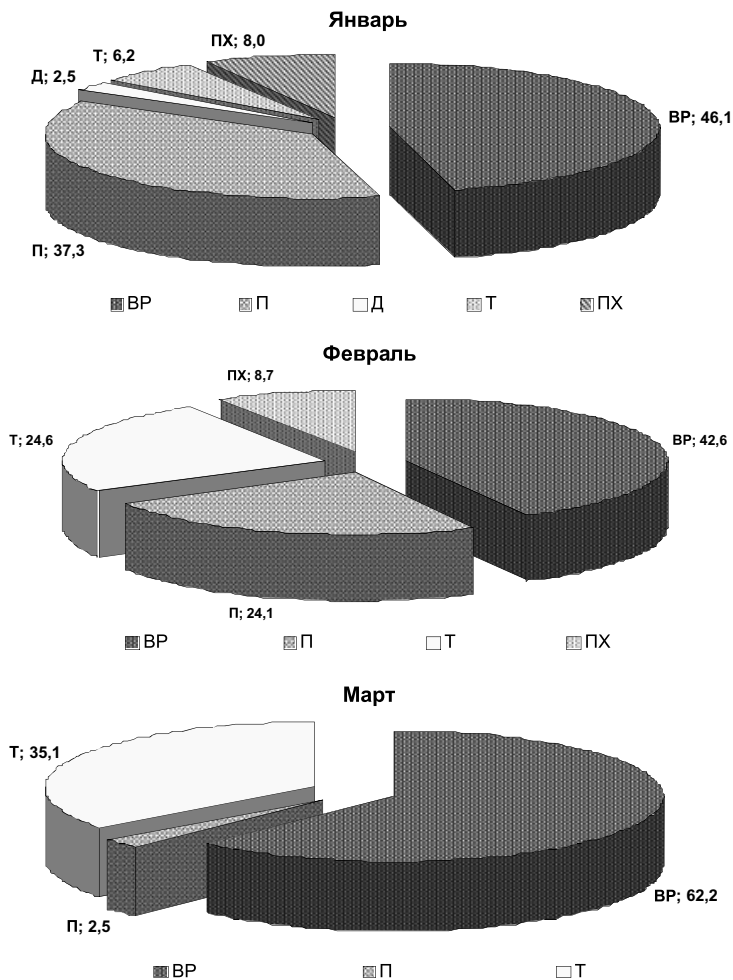 Январь
ПХ; 8,0
Т; 6,2
Д; 2,5
ВР; 46,1
П; 37,3
ВР П Д Т ПХ
Февраль
ПХ; 8,7
Т; 24,6
ВР; 42,6
П; 24,1
ВР П Т ПХ
Март
Т; 35,1
ВР; 62,2
П; 2,5
ВР П Т